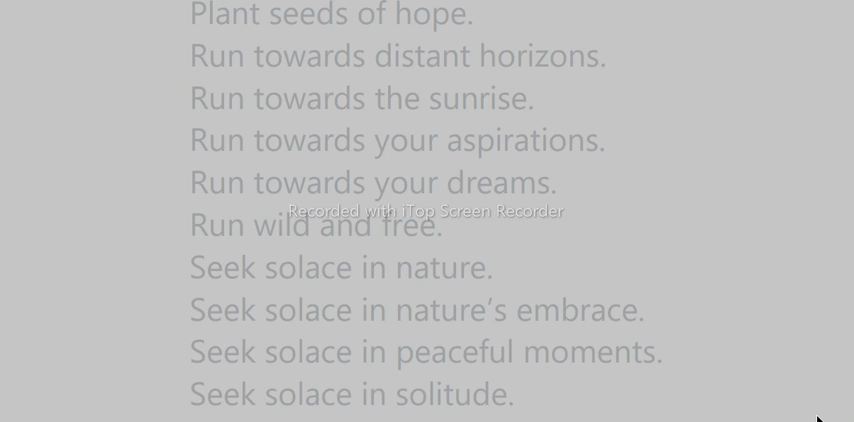 Plant seeds of hope.
Run towards distant horizons.
Run towards the sunrise.
Run towards your aspirations.
Run towards your dreams.
Recorded with iTop Screen Recorder
Run wild and free.
Seek solace in nature.
Seek solace in nature’s embrace.
Seek solace in peaceful moments.
Seek solace in solitude.